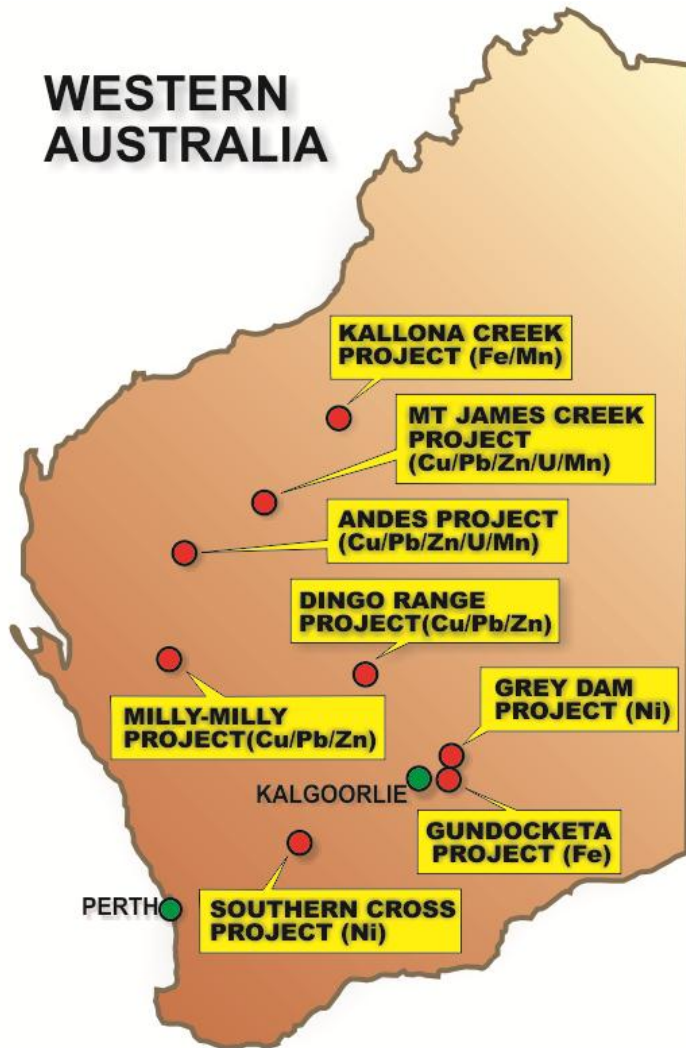 WESTERN
AUSTRALIA
KALLONA CREEK
PROJECT (Fe/Mn)
MT JAMES CREEK
PROJECT
(Cu/Pb/Zn/U/Mn)
ANDES PROJECT
(Cu/Pb/Zn/U/Mn)
DINGO RANGE
PROJECT(Cu/Pb/Zn)
GREY DAM
PROJECT (Ni)
MILLY-MILLY
PROJECT(Cu/Pb/Zn)
KALGOORLIE
GUNDOCKETA
PROJECT (Fe)
PERTH
SOUTHERN CROSS
PROJECT (Ni)